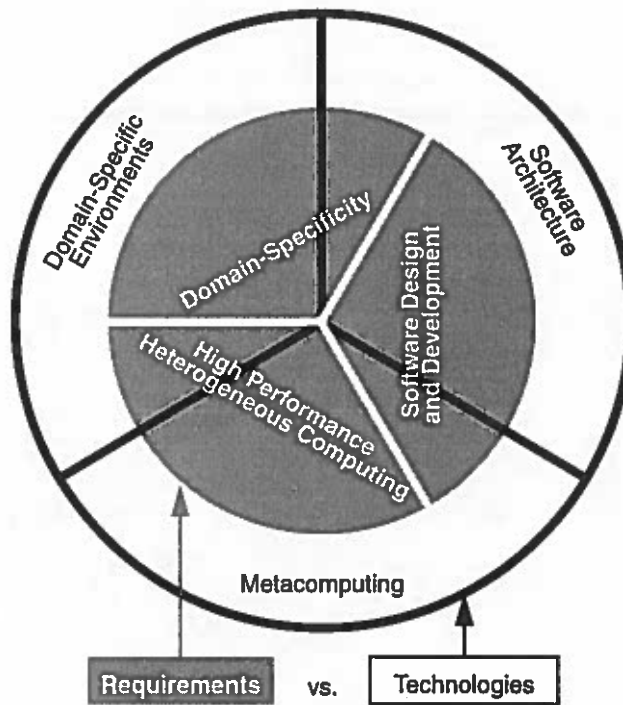 Domain-Specific
Environments
Software
Architecture
Domain-Specificity
Software Design
and Development
High Performance
Heterogeneous Computing
Metacomputing
Requirements
vs.
Technologies